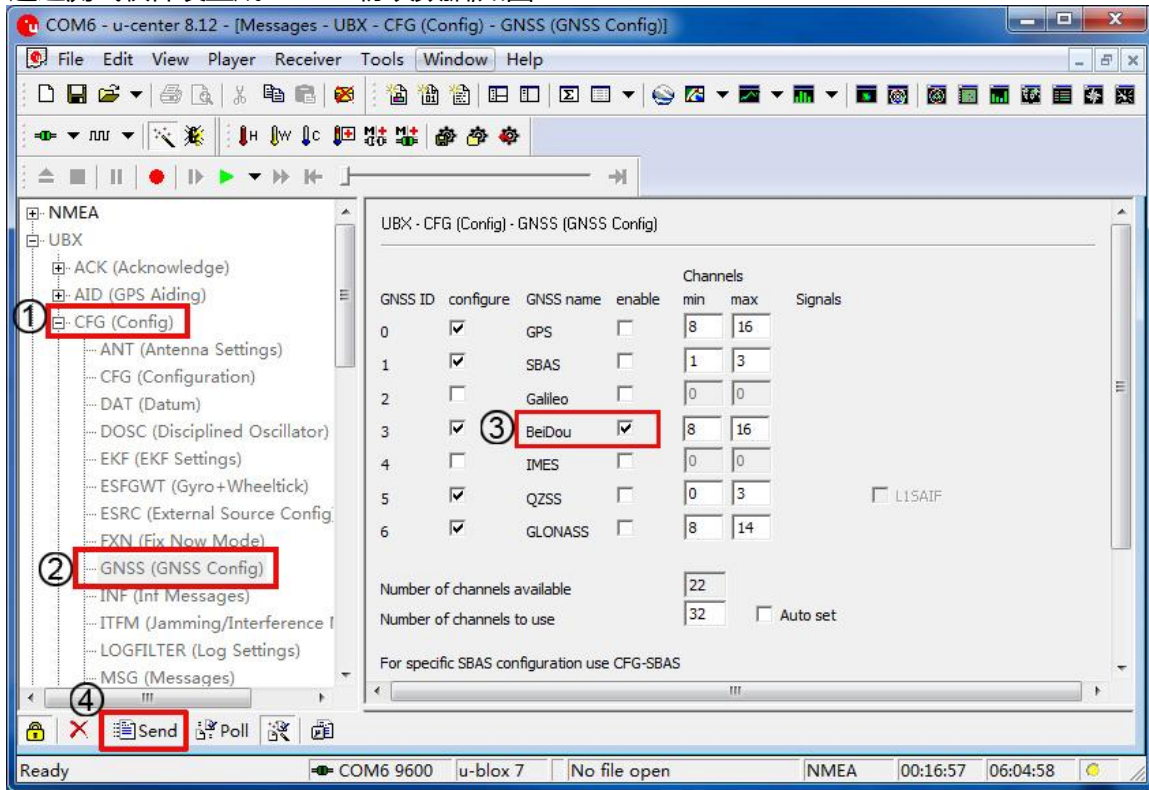 COM6 - u-center 8.12 - [Messages - UBX - CFG (Config) - GNSS (GNSS Config)]
File Edit View Player Receiver Tools Window Help
NMEA
UBX
ACK (Acknowledge)
AID (GPS Aiding)
① CFG (Config)
ANT (Antenna Settings)
CFG (Configuration)
DAT (Datum)
DOSC (Disciplined Oscillator)
EKF (EKF Settings)
ESFGWT (Gyro+Wheeltick)
ESRC (External Source Config
FXN (Fix Now Mode)
② GNSS (GNSS Config)
INF (Inf Messages)
ITFM (Jamming/Interference
LOGFILTER (Log Settings)
MSG (Messages)
UBX - CFG (Config) - GNSS (GNSS Config)
Channels
GNSS ID configure GNSS name enable min max Signals
0 GPS 8 16
1 SBAS 1 3
2 Galileo 0 0
3 ③ BeiDou 8 16
4 IMES 0 0
5 QZSS 0 3 L1SAIF
6 GLONASS 8 14
Number of channels available 22
Number of channels to use 32 Auto set
For specific SBAS configuration use CFG-SBAS
④ Send Poll
Ready COM6 9600 u-blox 7 No file open NMEA 00:16:57 06:04:58